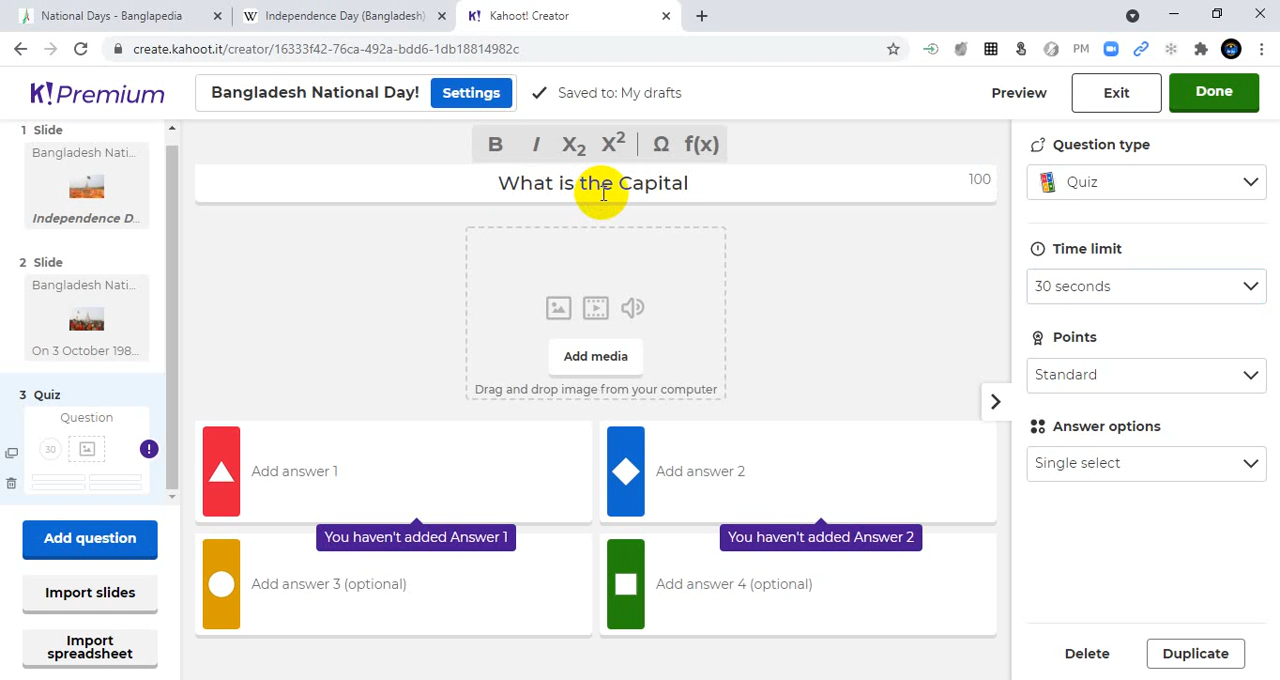 National Days - Banglapedia
Independence Day (Bangladesh)
Kahoot! Creator
create.kahoot.it/creator/16333f42-76ca-492a-bdd6-1db18814982c
PM
K! Premium
Bangladesh National Day!
Settings
Saved to: My drafts
Preview
Exit
Done
1 Slide
Bangladesh Nati...
Independence D...
2 Slide
Bangladesh Nati...
On 3 October 198...
3 Quiz
Question
30
Add question
Import slides
Import
spreadsheet
B I X2 X2 Ω f(x)
What is the Capital
100
Add media
Drag and drop image from your computer
Add answer 1
Add answer 2
You haven't added Answer 1
You haven't added Answer 2
Add answer 3 (optional)
Add answer 4 (optional)
Question type
Quiz
Time limit
30 seconds
Points
Standard
Answer options
Single select
Delete
Duplicate